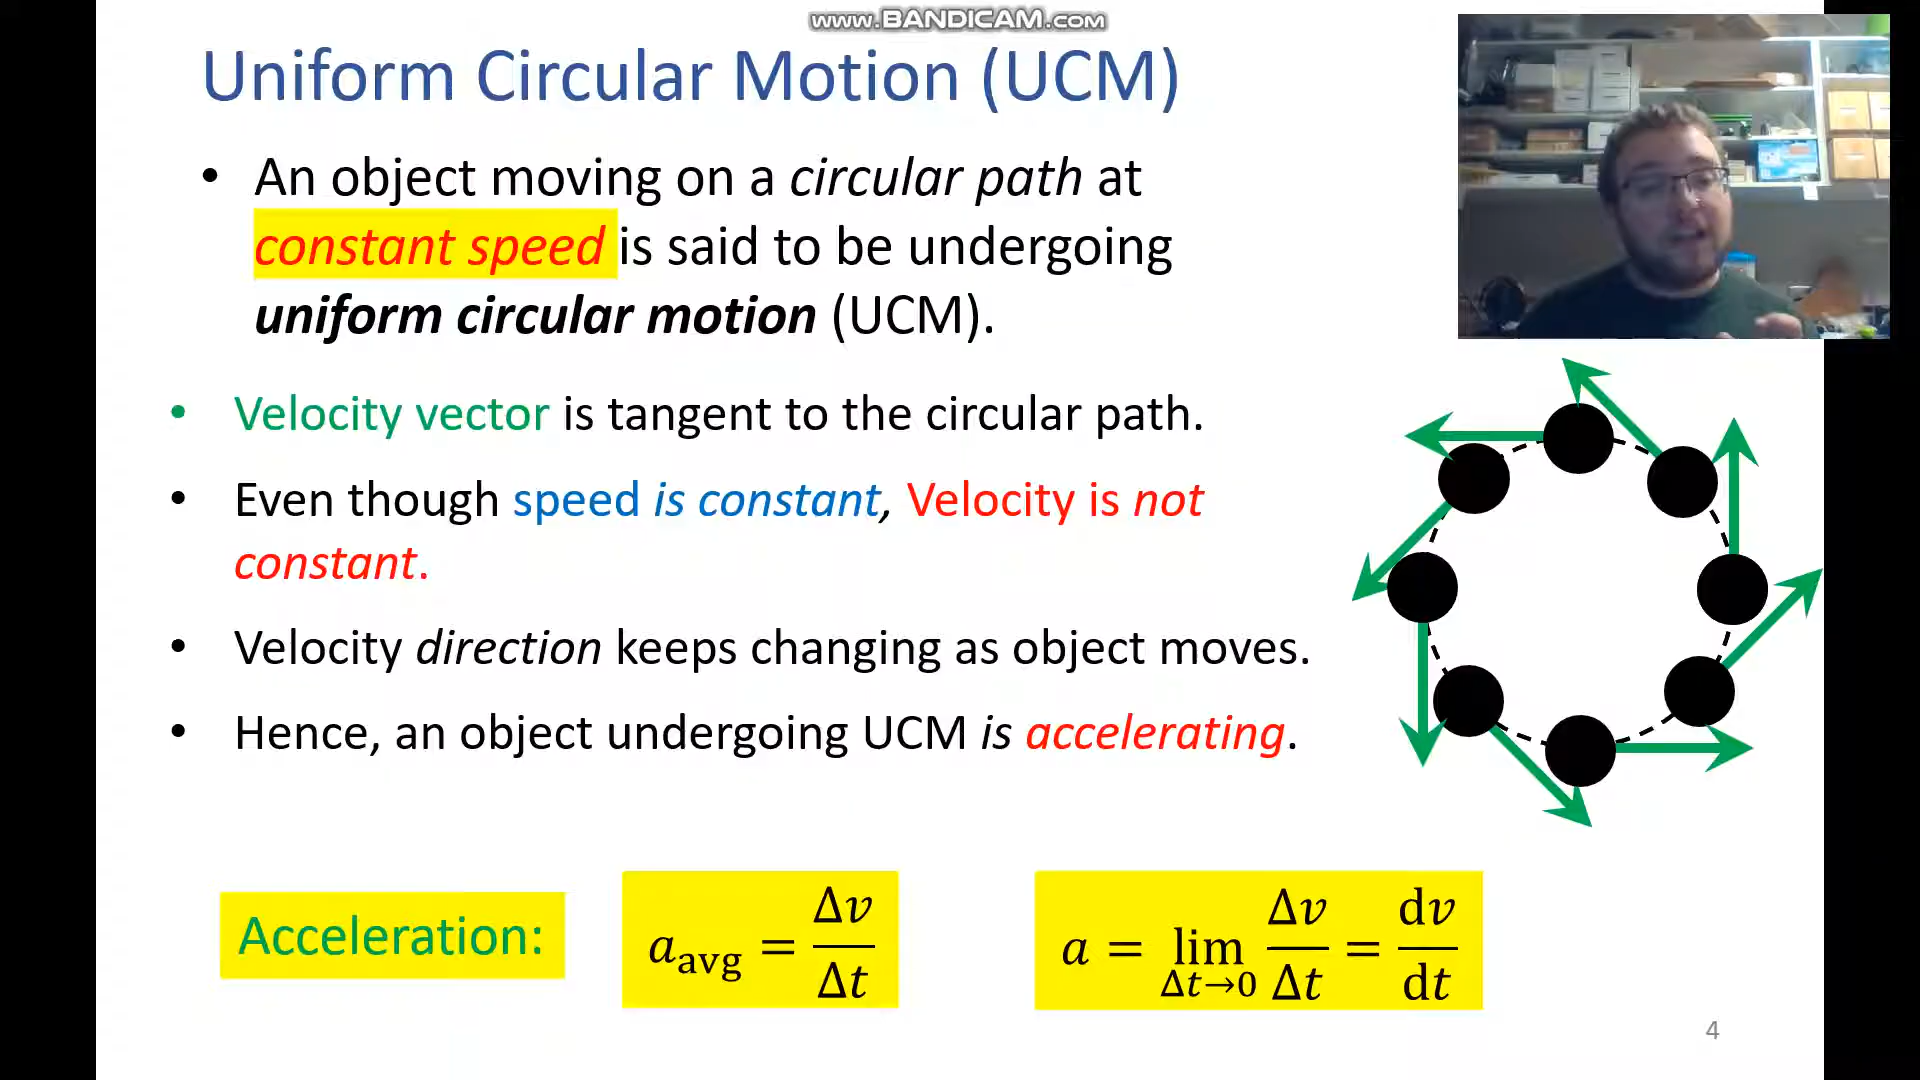 www.BANDICAM.com
Uniform Circular Motion (UCM)
• An object moving on a circular path at
constant speed is said to be undergoing
uniform circular motion (UCM).
• Velocity vector is tangent to the circular path.
• Even though speed is constant, Velocity is not
constant.
• Velocity direction keeps changing as object moves.
• Hence, an object undergoing UCM is accelerating.
Acceleration:
a_avg = Δv/Δt
a = lim Δt→0 Δv/Δt = dv/dt
4